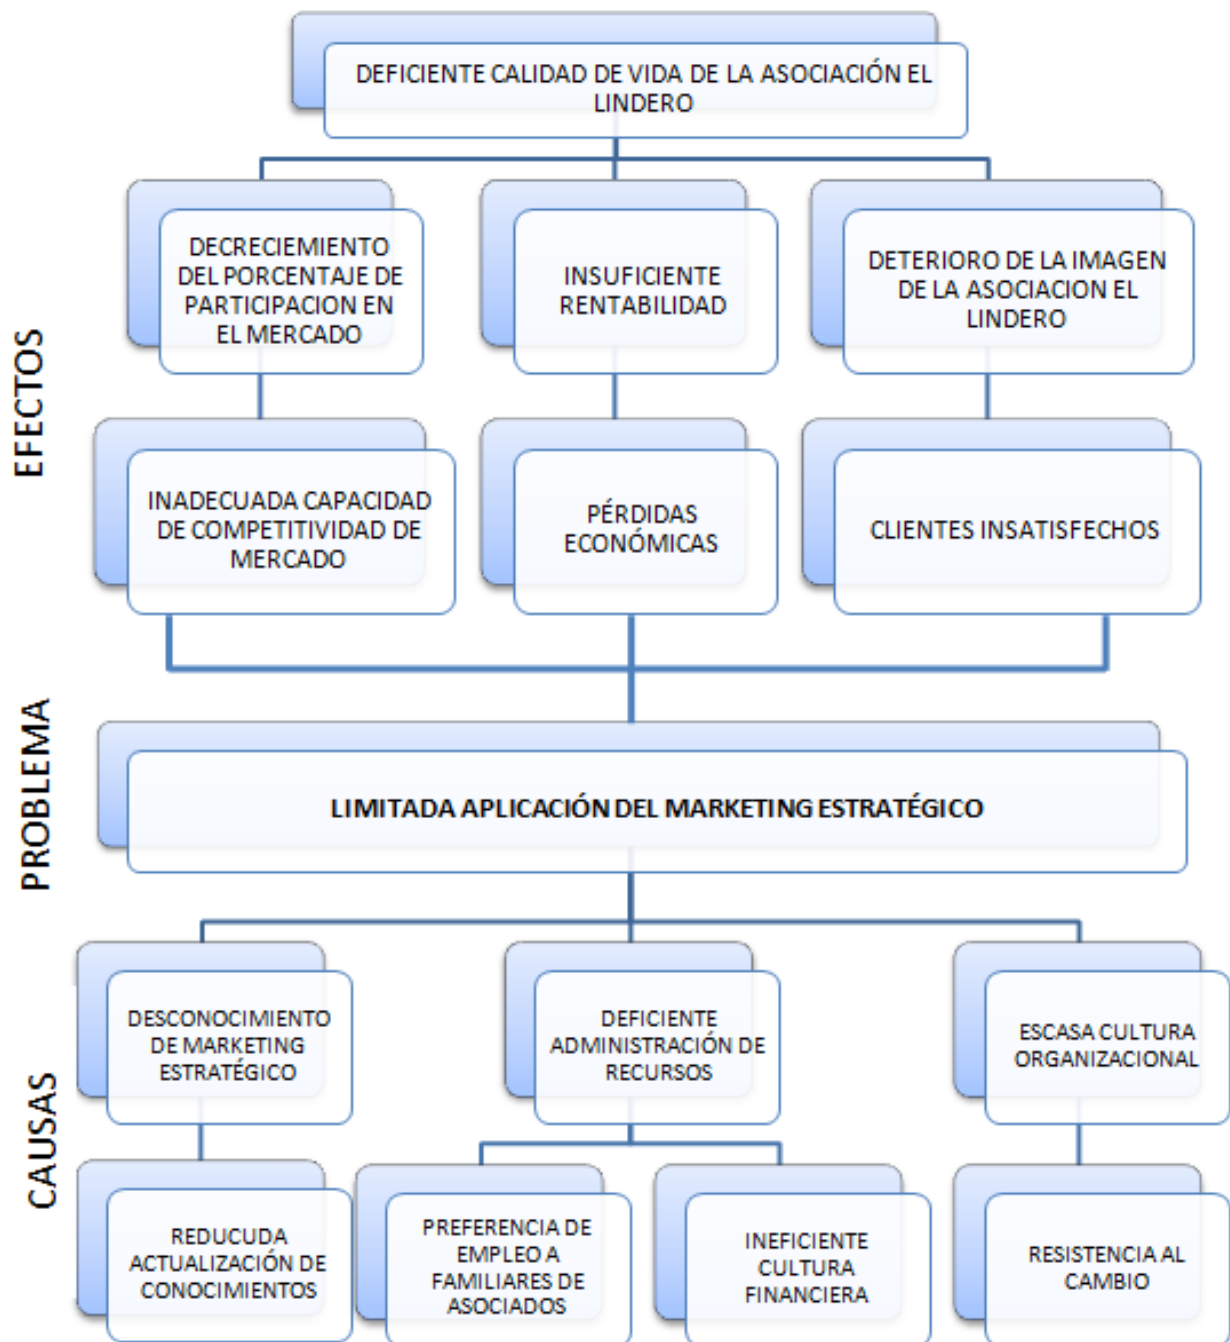 DEFICIENTE CALIDAD DE VIDA DE LA ASOCIACIÓN EL
LINDERO
EFECTOS
DECRECIEMIENTO
DEL PORCENTAJE DE
PARTICIPACION EN
EL MERCADO
INSUFICIENTE
RENTABILIDAD
DETERIORO DE LA IMAGEN
DE LA ASOCIACION EL
LINDERO
INADECUADA CAPACIDAD
DE COMPETITIVIDAD DE
MERCADO
PÉRDIDAS
ECONÓMICAS
CLIENTES INSATISFECHOS
PROBLEMA
LIMITADA APLICACIÓN DEL MARKETING ESTRATÉGICO
CAUSAS
DESCONOCIMIENTO
DE MARKETING
ESTRATÉGICO
DEFICIENTE
ADMINISTRACIÓN DE
RECURSOS
ESCASA CULTURA
ORGANIZACIONAL
REDUCUDA
ACTUALIZACIÓN DE
CONOCIMIENTOS
PREFERENCIA DE
EMPLEO A
FAMILIARES DE
ASOCIADOS
INEFICIENTE
CULTURA
FINANCIERA
RESISTENCIA AL
CAMBIO